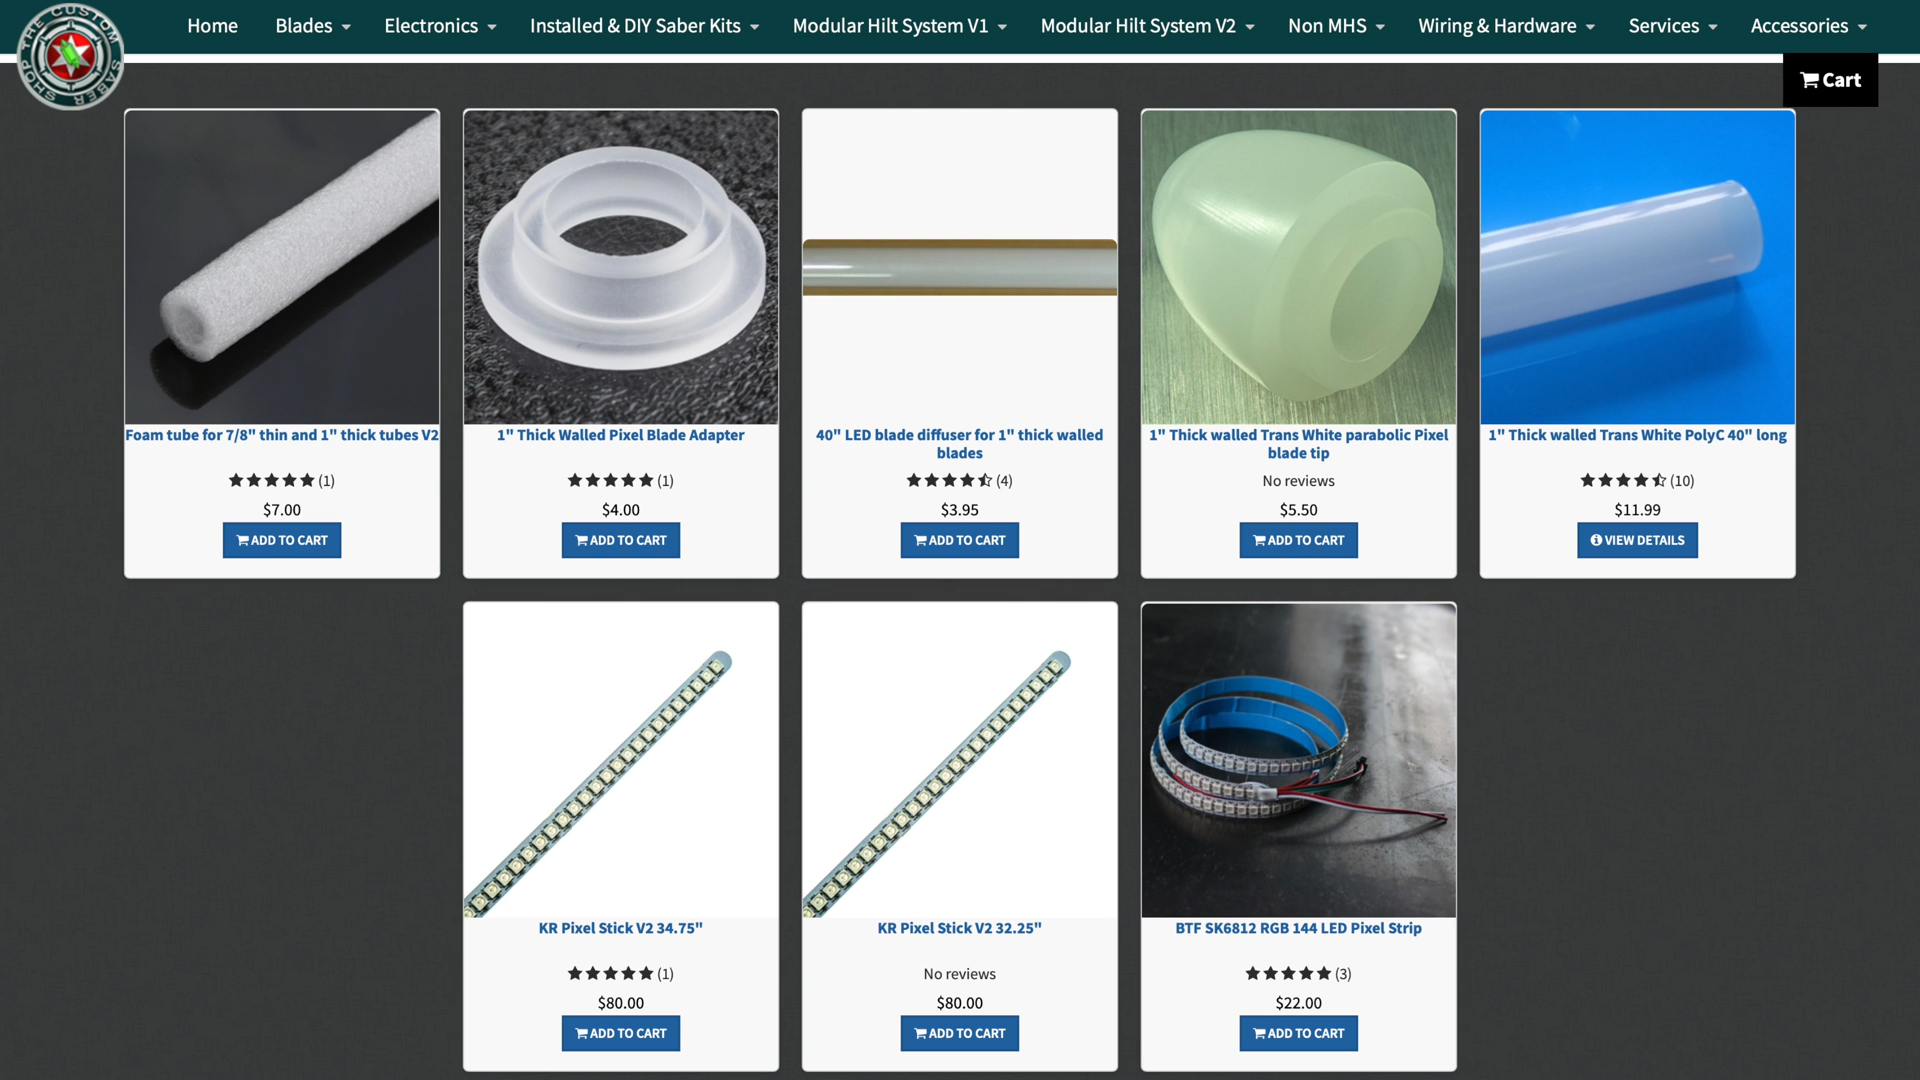 THE CUSTOM SABER SHOP
Home Blades Electronics Installed & DIY Saber Kits Modular Hilt System V1 Modular Hilt System V2 Non MHS Wiring & Hardware Services Accessories
Cart
Foam tube for 7/8" thin and 1" thick tubes V2
(1)
$7.00
ADD TO CART
1" Thick Walled Pixel Blade Adapter
(1)
$4.00
ADD TO CART
40" LED blade diffuser for 1" thick walled
blades
(4)
$3.95
ADD TO CART
1" Thick walled Trans White parabolic Pixel
blade tip
No reviews
$5.50
ADD TO CART
1" Thick walled Trans White PolyC 40" long
(10)
$11.99
VIEW DETAILS
KR Pixel Stick V2 34.75"
(1)
$80.00
ADD TO CART
KR Pixel Stick V2 32.25"
No reviews
$80.00
ADD TO CART
BTF SK6812 RGB 144 LED Pixel Strip
(3)
$22.00
ADD TO CART